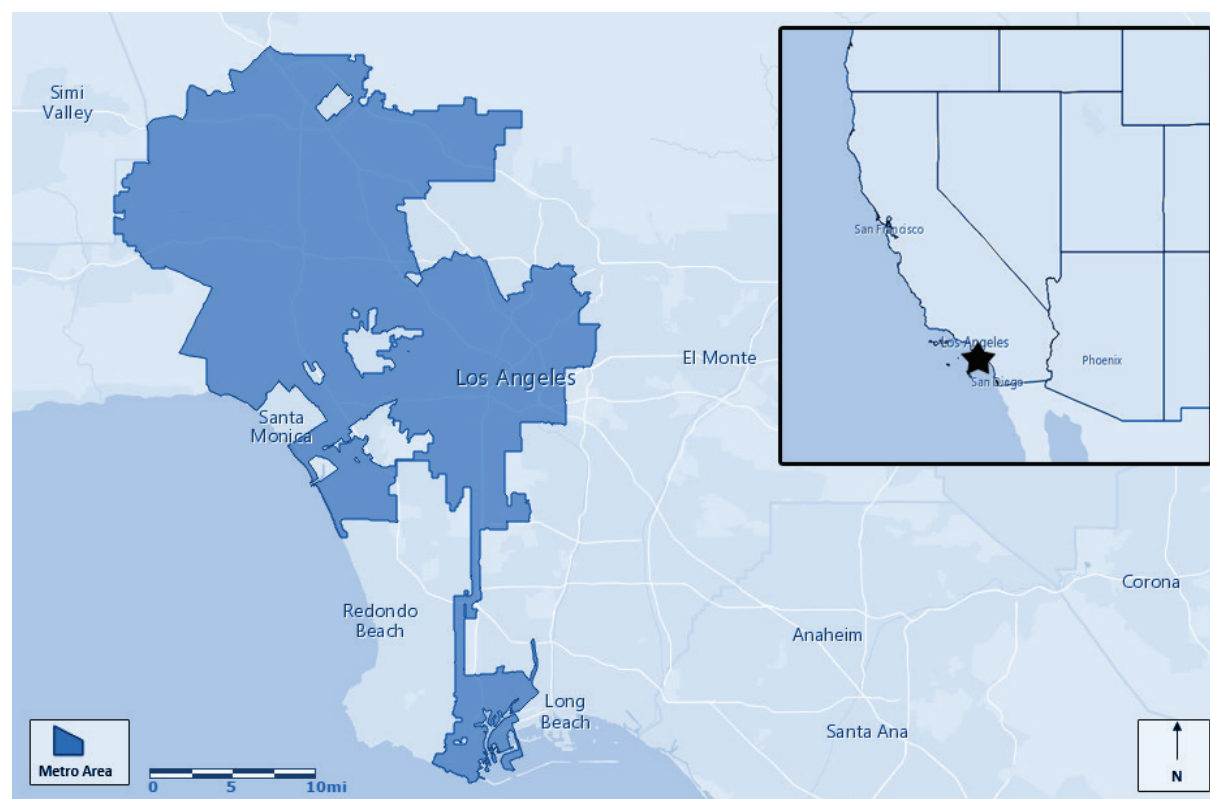 Simi
Valley
San Francisco
Los Angeles
Phoenix
San Diego
El Monte
Los Angeles
Santa
Monica
Corona
Redondo
Beach
Anaheim
Long
Beach
Santa Ana
Metro Area
0 5 10mi
N